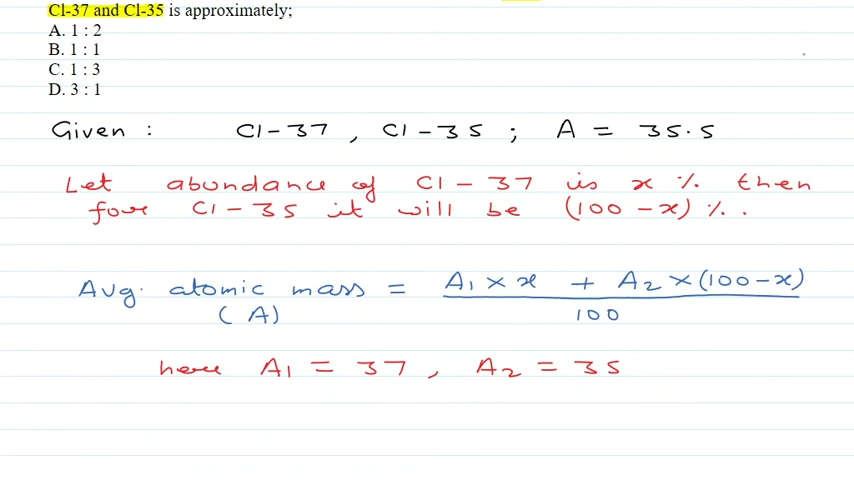 Cl-37 and Cl-35 is approximately;
A. 1 : 2
B. 1 : 1
C. 1 : 3
D. 3 : 1
Given : Cl-37 , Cl-35 ; A = 35.5
Let abundance of Cl-37 is x % then
for Cl-35 it will be (100-x) %.
Avg. atomic mass = A1 × x + A2 × (100-x)
(A) 100
here A1 = 37 , A2 = 35